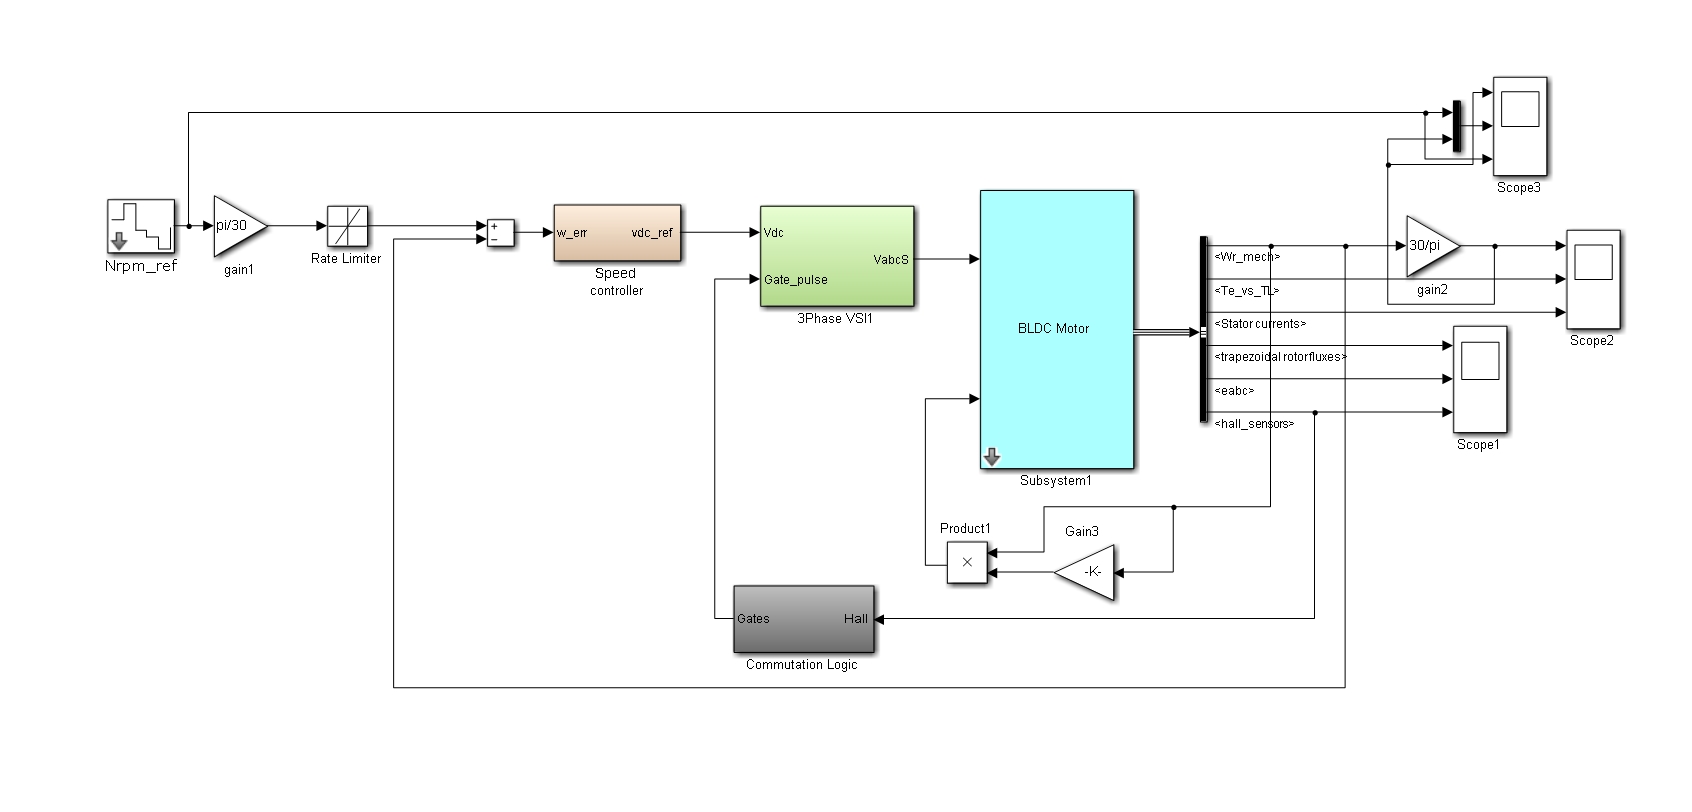 Scope3
Nrpm_ref
pi/30
gain1
Rate Limiter
+
−
w_err
vdc_ref
Speed
controller
Vdc
Gate_pulse
VabcS
3Phase VSI1
BLDC Motor
Subsystem1
<Wr_mech>
<Te_vs_TL>
<Stator currents>
<trapezoidal rotorfluxes>
<eabc>
<hall_sensors>
30/pi
gain2
Scope2
Scope1
Product1
×
Gain3
-K-
Gates
Hall
Commutation Logic